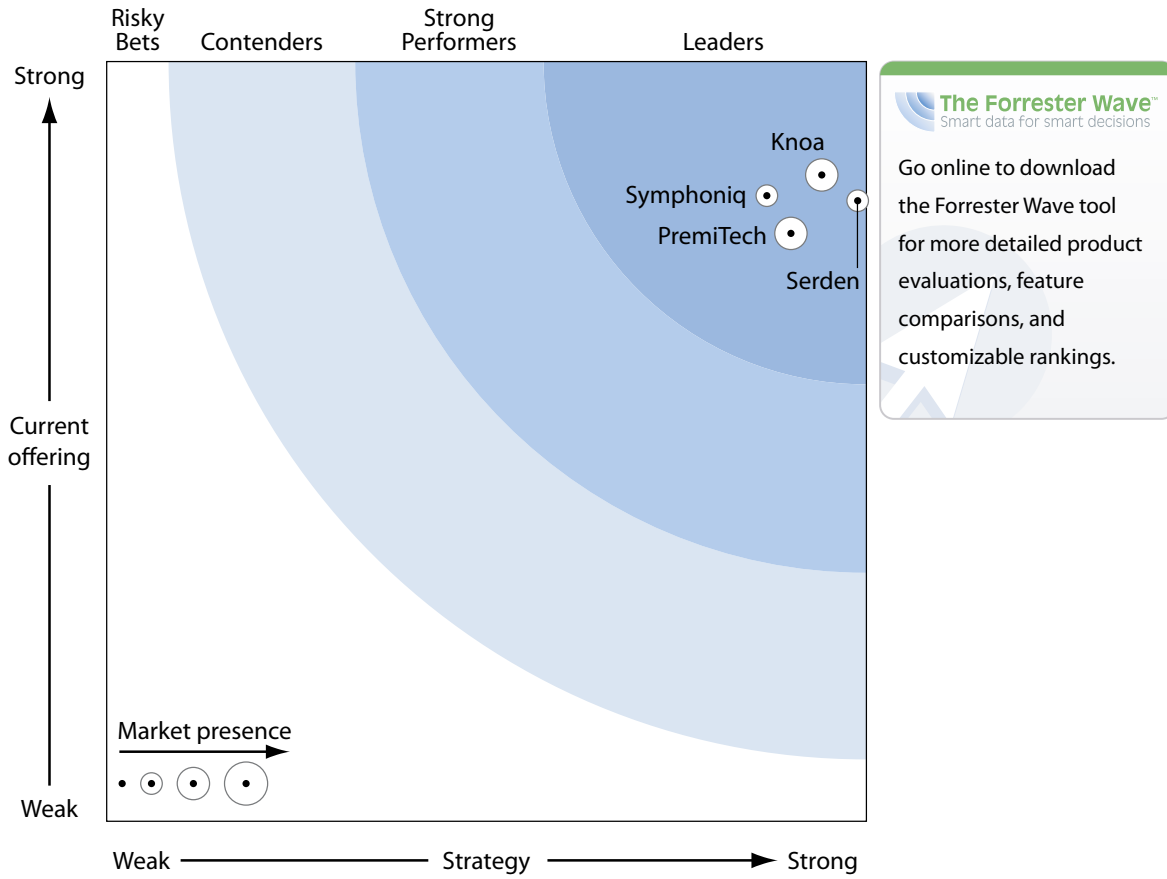 Risky
Bets
Contenders
Strong
Performers
Leaders
Strong
Current
offering
Weak
Knoa
Symphoniq
PremiTech
Serden
Market presence
Weak
Strategy
Strong
The Forrester Wave™
Smart data for smart decisions
Go online to download
the Forrester Wave tool
for more detailed product
evaluations, feature
comparisons, and
customizable rankings.